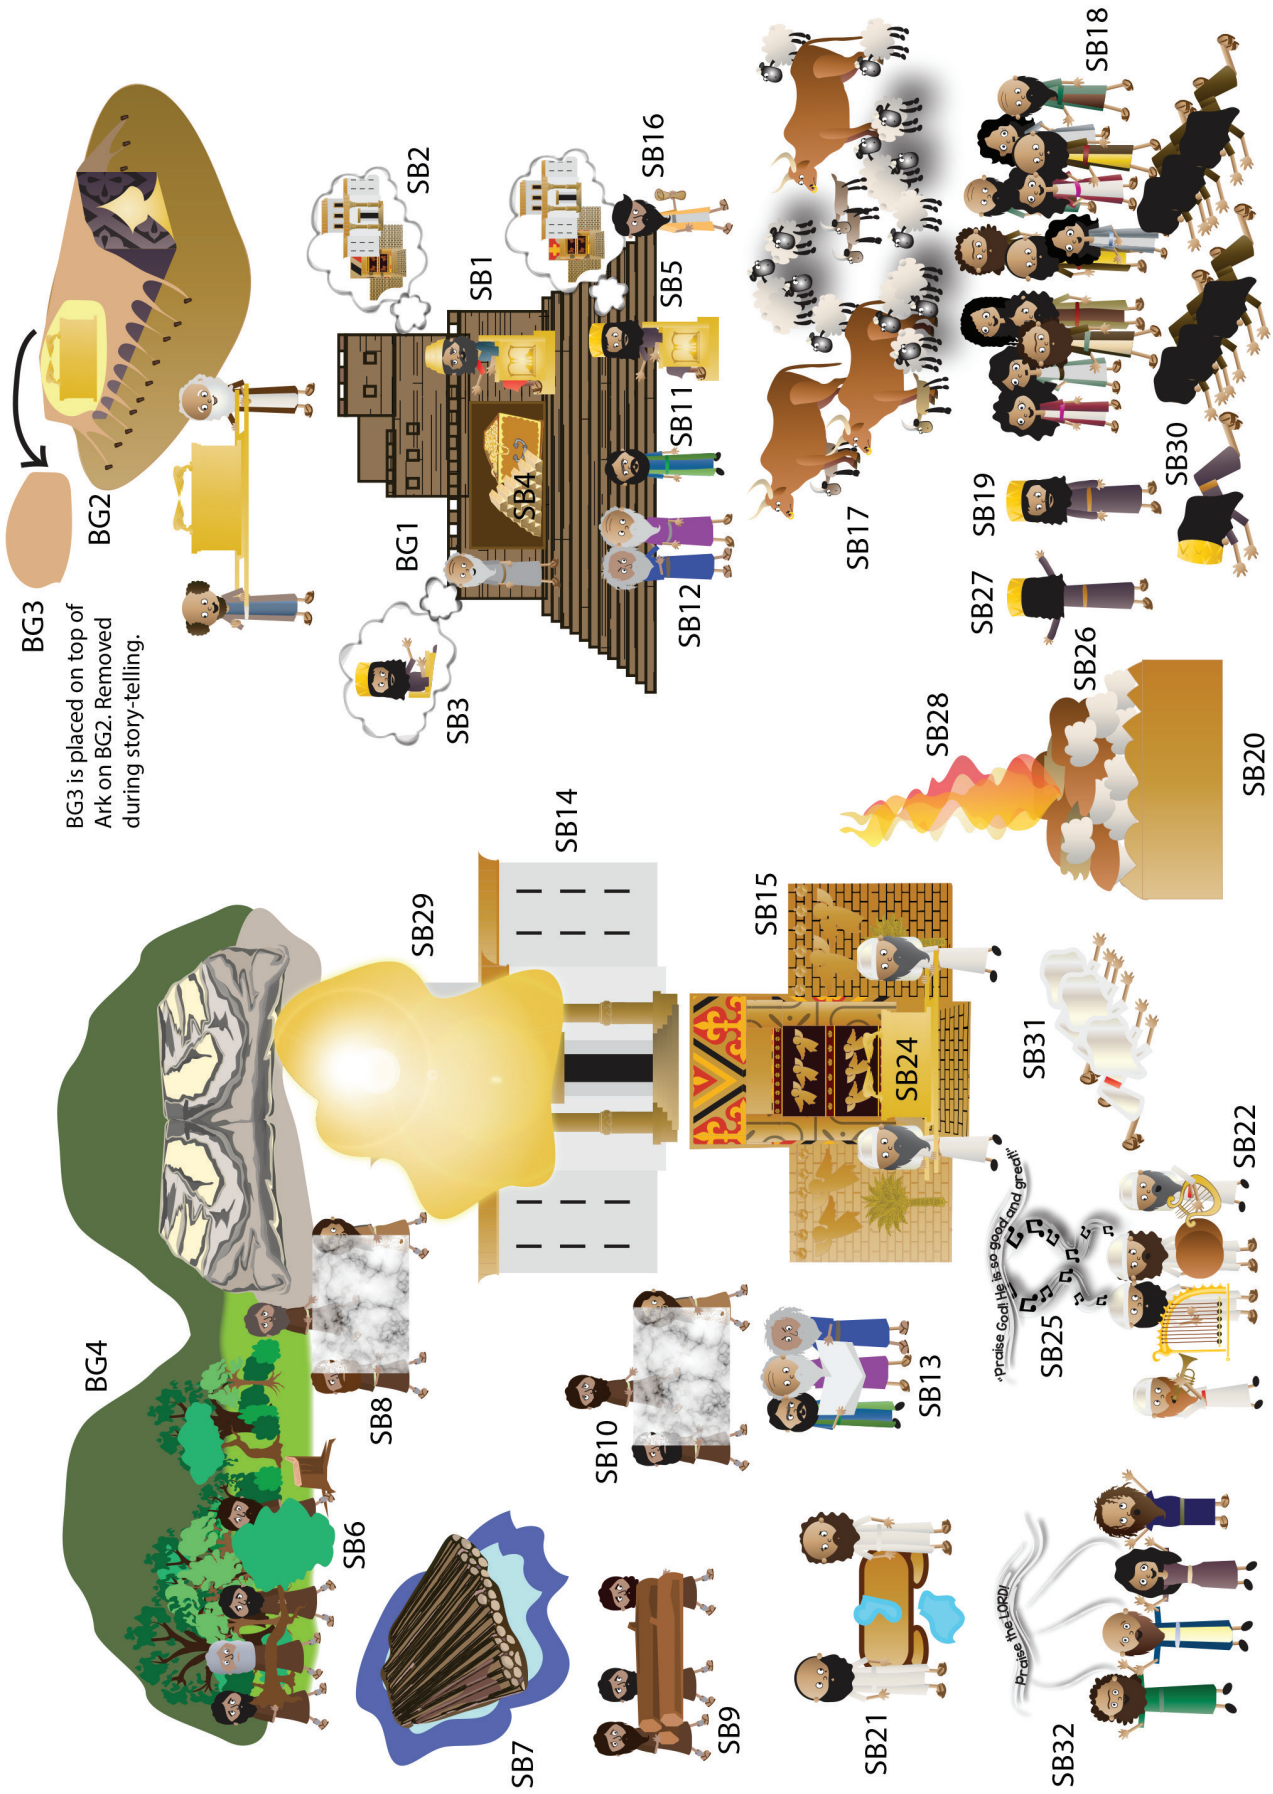 BG3
BG3 is placed on top of
Ark on BG2. Removed
during story-telling.
BG4
BG2
SB6
SB8
BG1
SB2
SB29
SB3
SB1
SB7
SB4
SB14
SB10
SB16
SB5
SB11
SB12
SB9
SB15
SB17
SB21
SB13
SB24
SB28
SB27
SB19
Praise the LORD!
"Praise God! He is so good and great!"
SB25
SB31
SB32
SB26
SB18
SB30
SB22
SB20